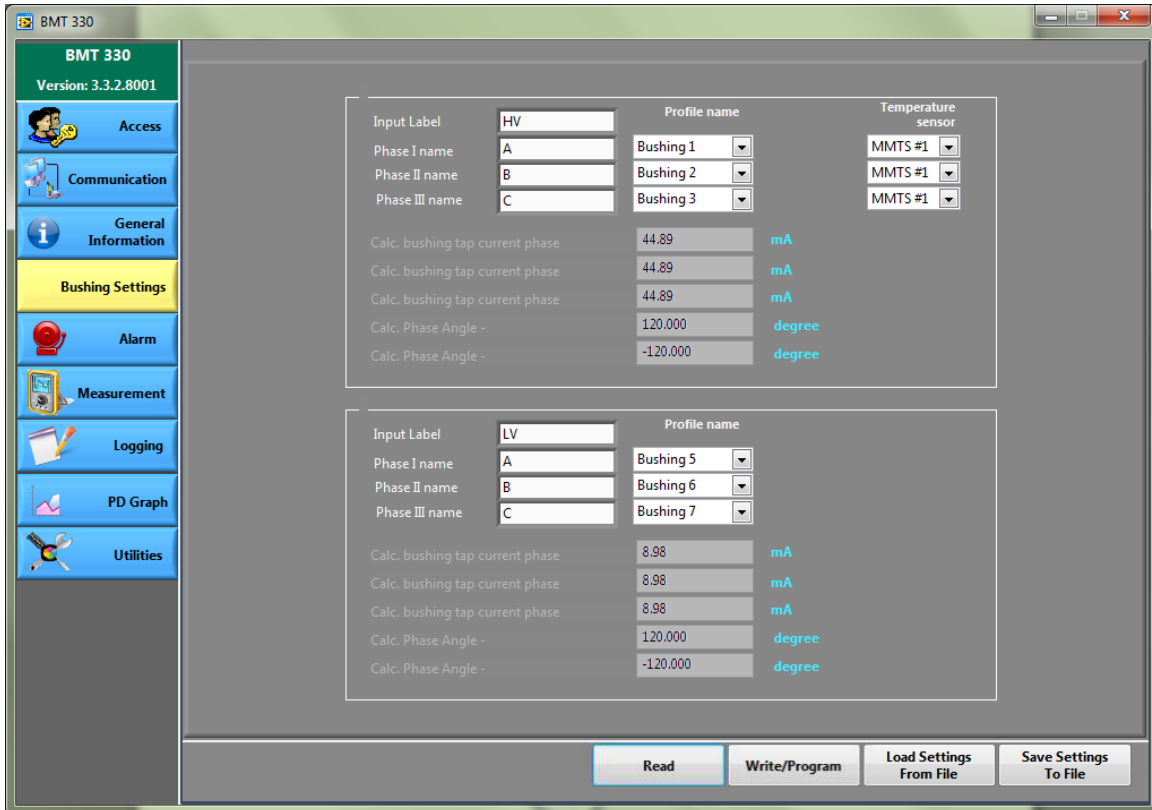 BMT 330
BMT 330
Version: 3.3.2.8001
Access
Communication
General
Information
Bushing Settings
Alarm
Measurement
Logging
PD Graph
Utilities
Profile name
Temperature
sensor
Input Label HV
Phase I name A Bushing 1 MMTS #1
Phase II name B Bushing 2 MMTS #1
Phase III name C Bushing 3 MMTS #1
Calc. bushing tap current phase 44.89 mA
Calc. bushing tap current phase 44.89 mA
Calc. bushing tap current phase 44.89 mA
Calc. Phase Angle - 120.000 degree
Calc. Phase Angle - -120.000 degree
Profile name
Input Label LV
Phase I name A Bushing 5
Phase II name B Bushing 6
Phase III name C Bushing 7
Calc. bushing tap current phase 8.98 mA
Calc. bushing tap current phase 8.98 mA
Calc. bushing tap current phase 8.98 mA
Calc. Phase Angle - 120.000 degree
Calc. Phase Angle - -120.000 degree
Read
Write/Program
Load Settings
From File
Save Settings
To File